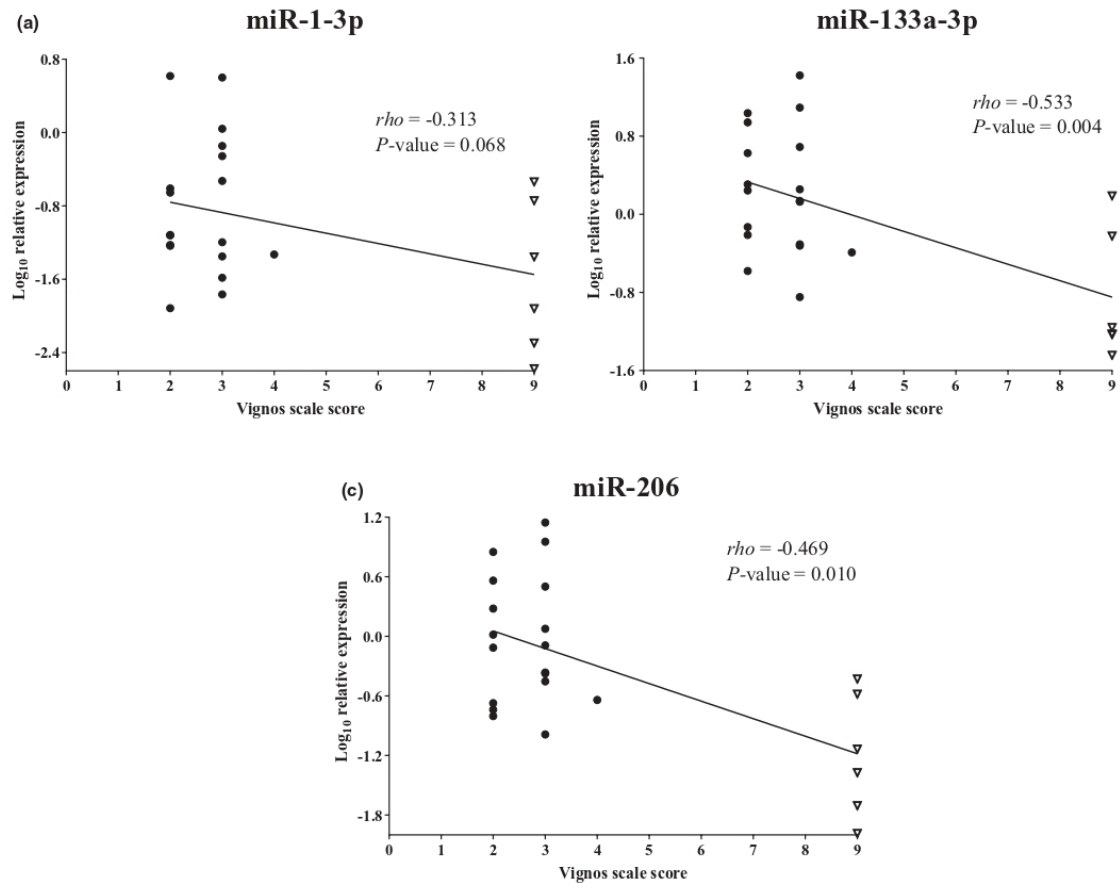 (a)
miR-1-3p
0.8
0.0
-0.8
-1.6
-2.4
Log10 relative expression
rho = -0.313
P-value = 0.068
0 1 2 3 4 5 6 7 8 9
Vignos scale score
miR-133a-3p
1.6
0.8
0.0
-0.8
-1.6
Log10 relative expression
rho = -0.533
P-value = 0.004
0 1 2 3 4 5 6 7 8 9
Vignos scale score
(c)
miR-206
1.2
0.6
0.0
-0.6
-1.2
-1.8
Log10 relative expression
rho = -0.469
P-value = 0.010
0 1 2 3 4 5 6 7 8 9
Vignos scale score